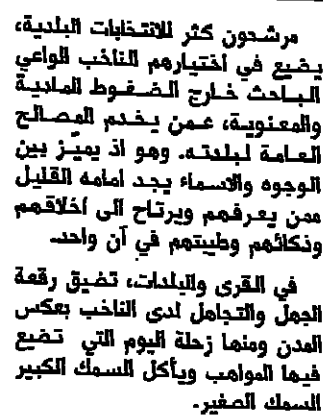 مرشحون كثر للانتخابات البلدية،
يضيع في اختيارهم الناخب الواعي
الباحث خارج الضغوط المادية
والمعنوية، عمن يخدم المصالح
العامة لبلدته. وهو اذ يميّز بين
الوجوه والاسماء يجد امامه القليل
ممن يعرفهم ويرتاح الى اخلاقهم
وذكائهم وطيبتهم في آن واحد.
في القرى والبلدات، تضيق رقعة
الجهل والتجاهل لدى الناخب بعكس
المدن ومنها زحلة اليوم التي تضيع
فيها المواهب ويأكل السمك الكبير
السمك الصغير.